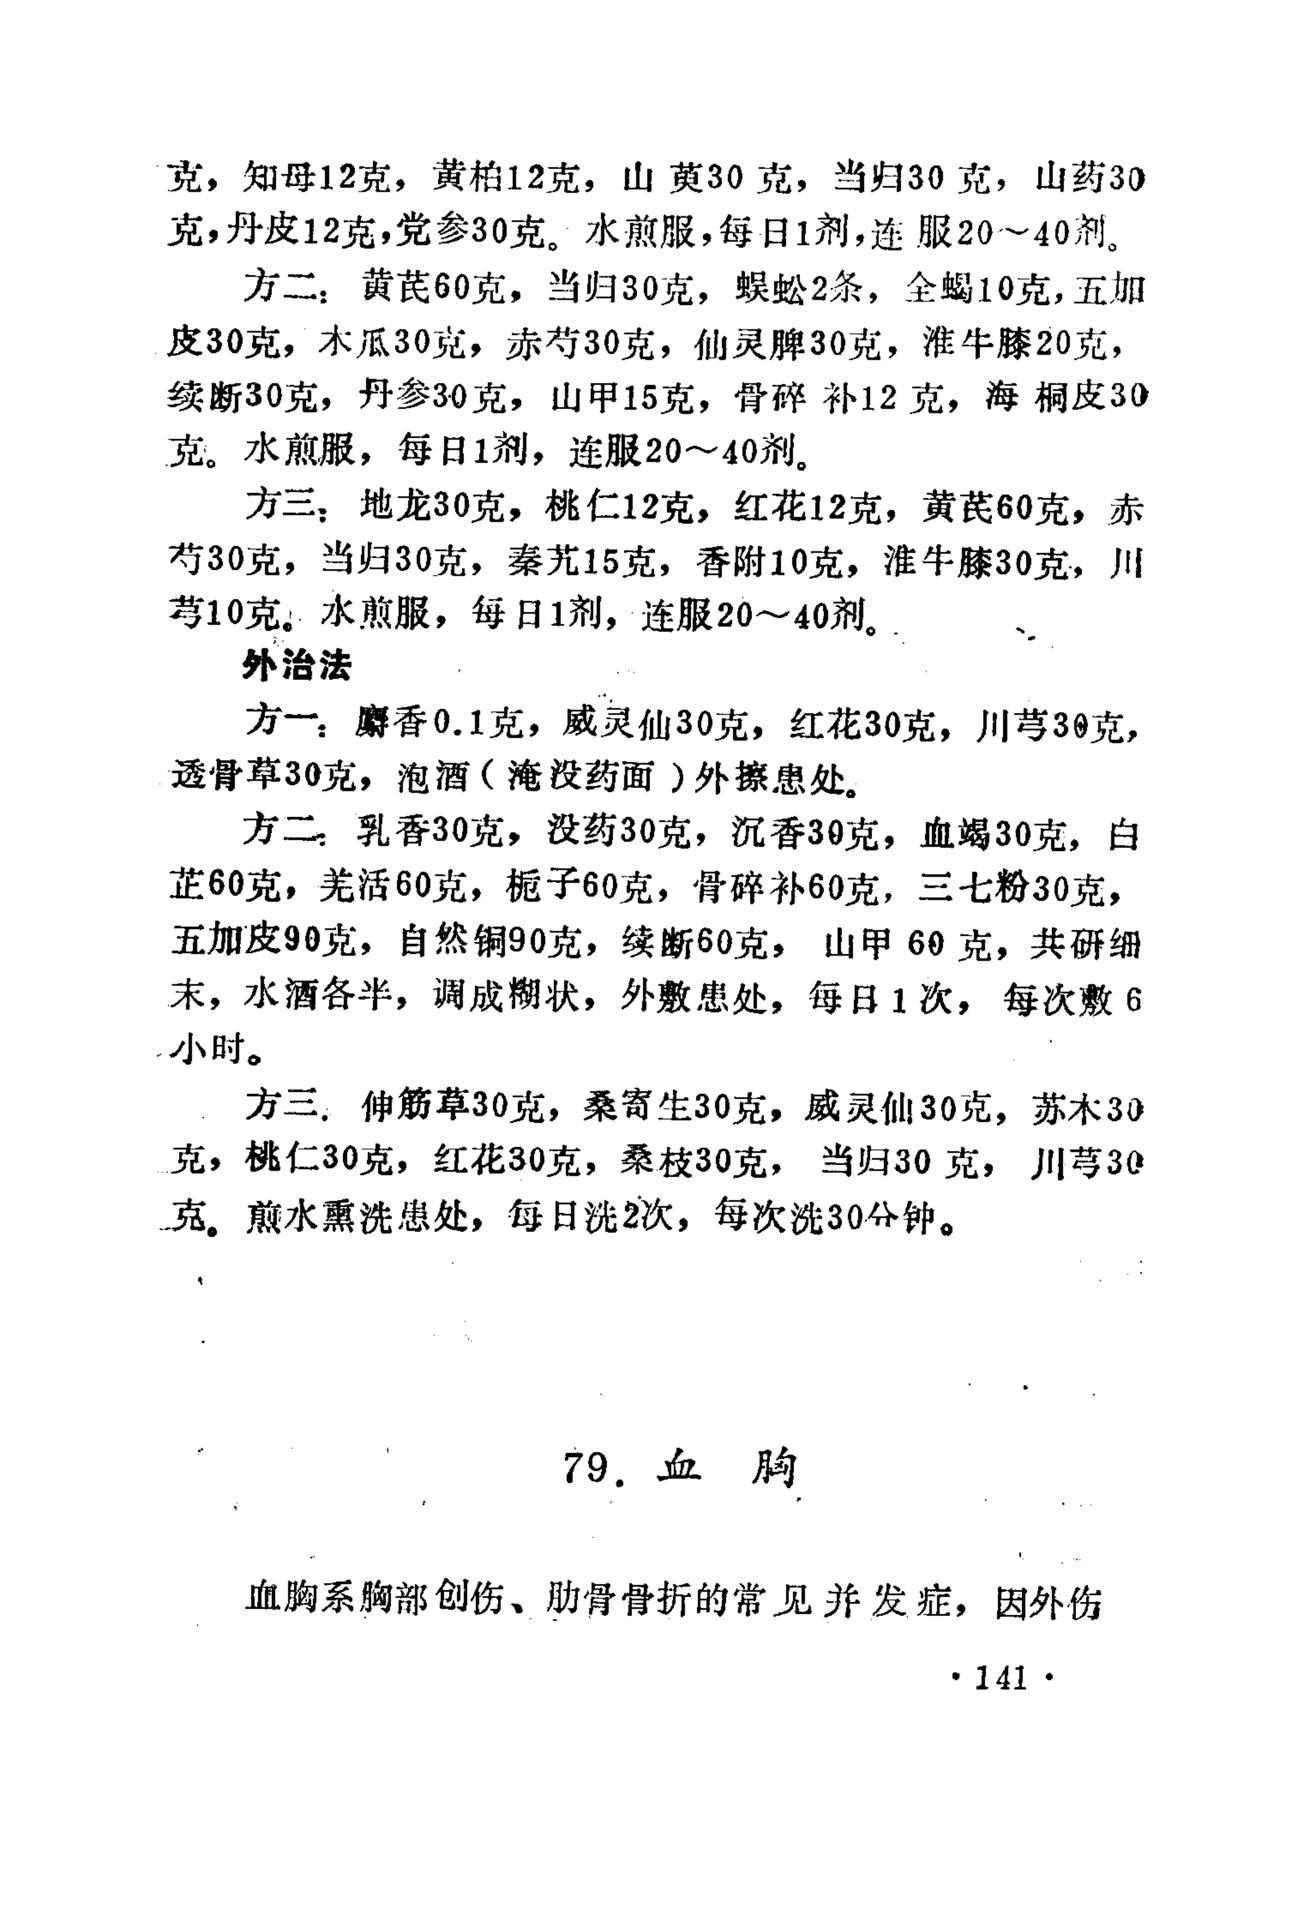 克，知母12克，黄柏12克，山萸30克，当归30克，山药30
克，丹皮12克，党参30克。水煎服，每日1剂，连服20～40剂。
方二：黄芪60克，当归30克，蜈蚣2条，全蝎10克，五加
皮30克，木瓜30克，赤芍30克，仙灵脾30克，淮牛膝20克，
续断30克，丹参30克，山甲15克，骨碎补12克，海桐皮30
克。水煎服，每日1剂，连服20～40剂。
方三：地龙30克，桃仁12克，红花12克，黄芪60克，赤
芍30克，当归30克，秦艽15克，香附10克，淮牛膝30克，川
芎10克。水煎服，每日1剂，连服20～40剂。
外治法
方一：麝香0.1克，威灵仙30克，红花30克，川芎30克，
透骨草30克，泡酒（淹没药面）外擦患处。
方二：乳香30克，没药30克，沉香30克，血竭30克，白
芷60克，羌活60克，栀子60克，骨碎补60克，三七粉30克，
五加皮90克，自然铜90克，续断60克，山甲60克，共研细
末，水酒各半，调成糊状，外敷患处，每日1次，每次敷6
小时。
方三．伸筋草30克，桑寄生30克，威灵仙30克，苏木30
克，桃仁30克，红花30克，桑枝30克，当归30克，川芎30
克。煎水熏洗患处，每日洗2次，每次洗30分钟。
79．血　胸
血胸系胸部创伤、肋骨骨折的常见并发症，因外伤
·141·